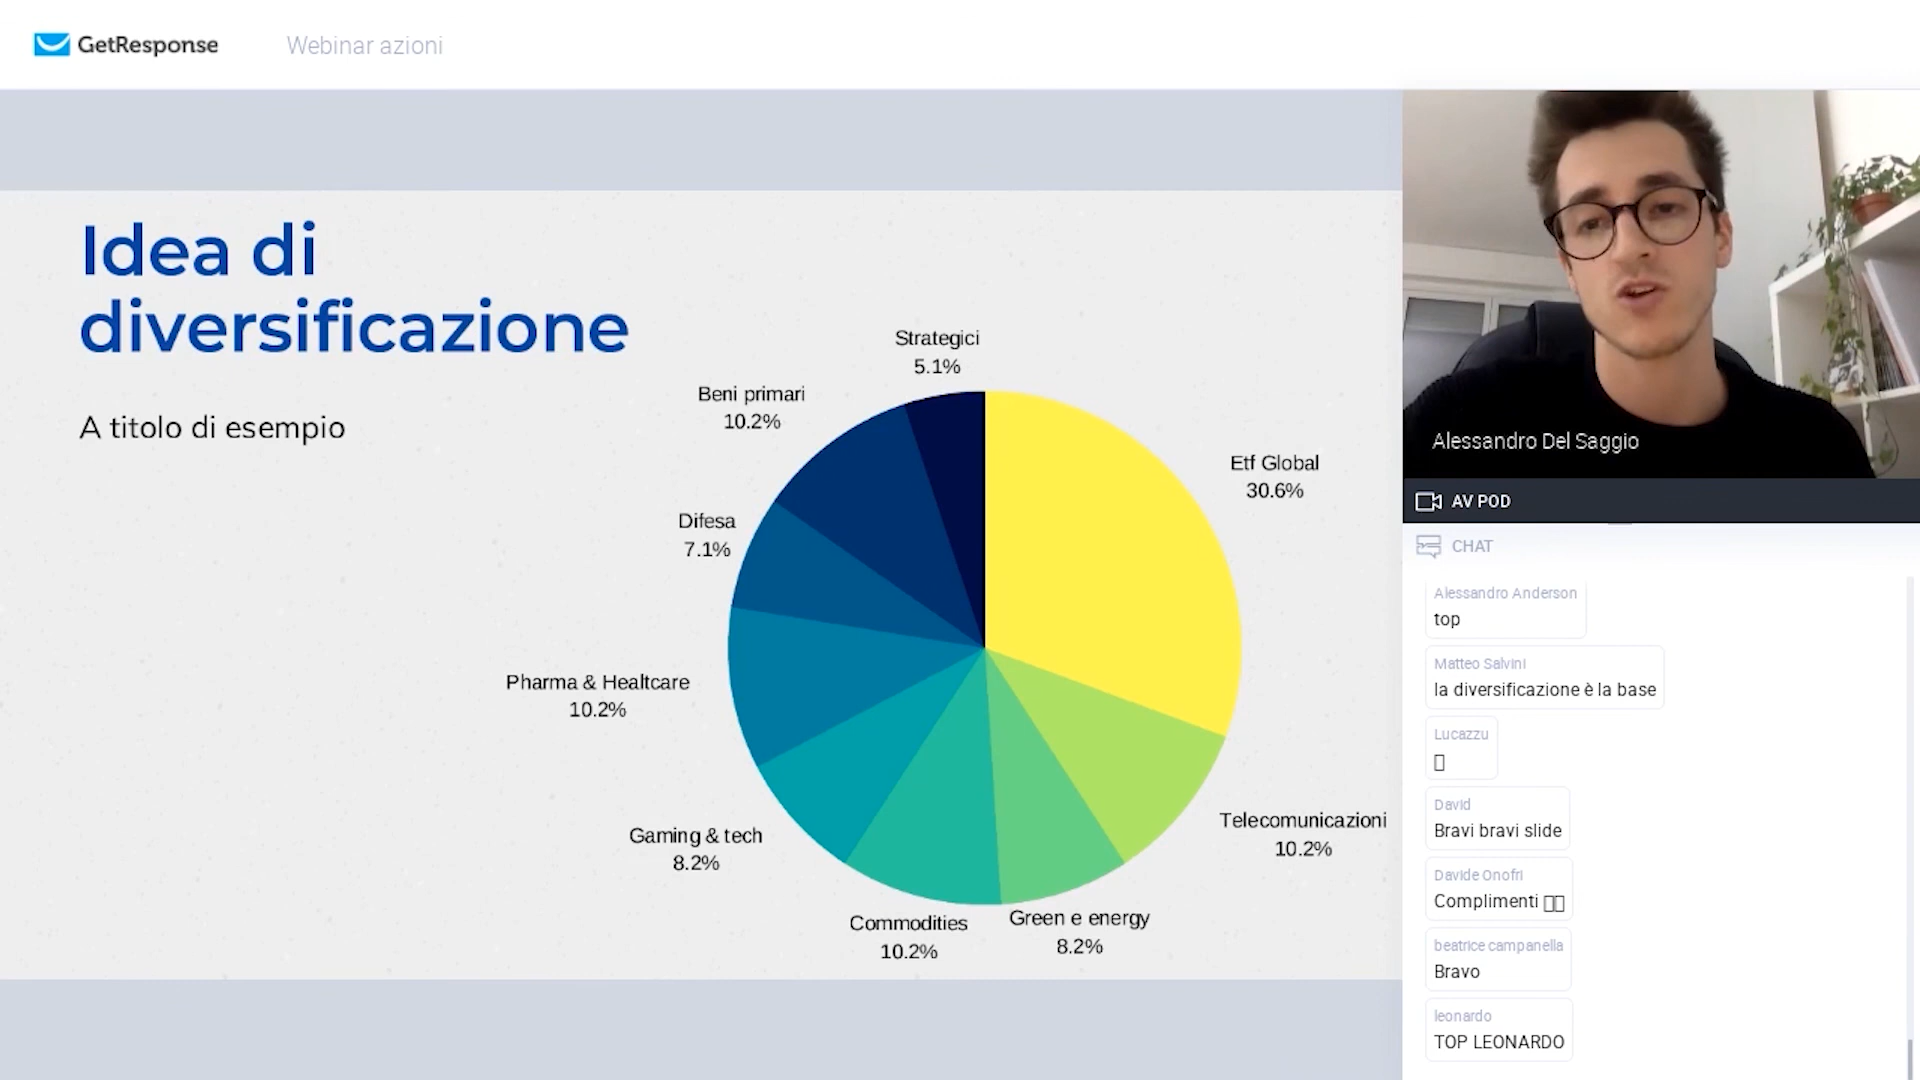 GetResponse
Webinar azioni
Idea di
diversificazione
A titolo di esempio
Strategici
5.1%
Beni primari
10.2%
Etf Global
30.6%
Difesa
7.1%
Pharma & Healtcare
10.2%
Telecomunicazioni
10.2%
Gaming & tech
8.2%
Commodities
10.2%
Green e energy
8.2%
Alessandro Del Saggio
AV POD
CHAT
Alessandro Anderson
top
Matteo Salvini
la diversificazione è la base
Lucazzu
David
Bravi bravi slide
Davide Onofri
Complimenti
beatrice campanella
Bravo
leonardo
TOP LEONARDO